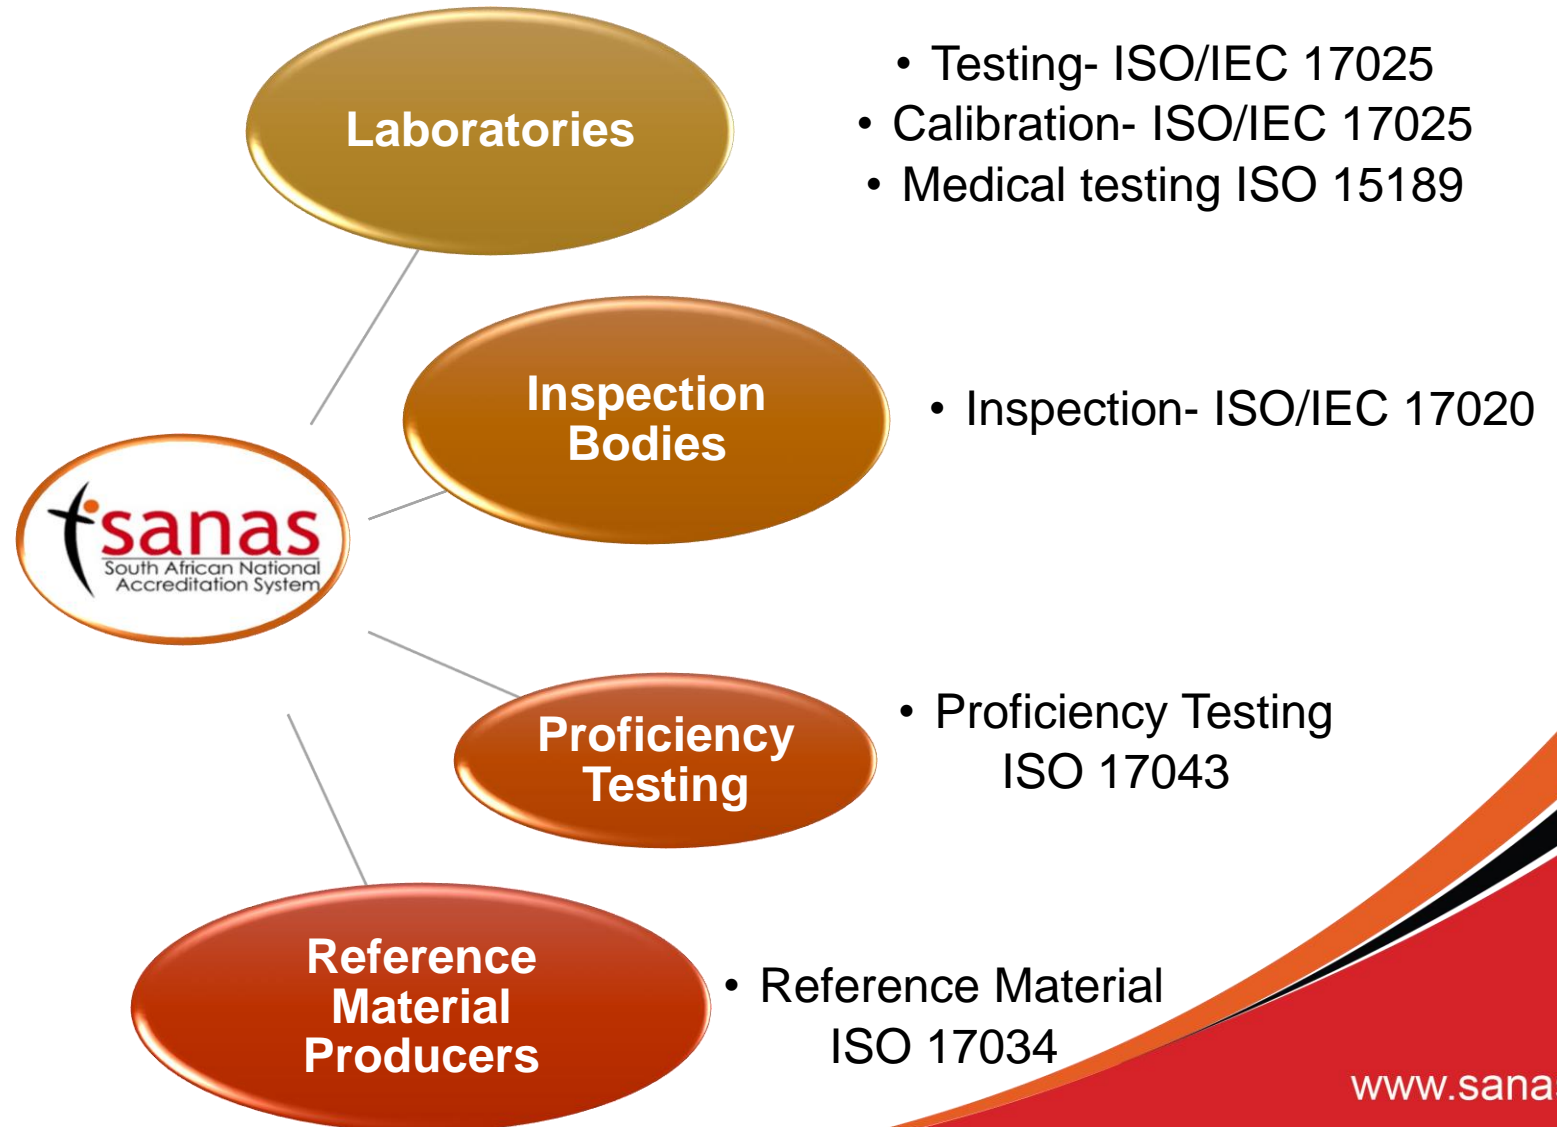 Laboratories
• Testing- ISO/IEC 17025
• Calibration- ISO/IEC 17025
• Medical testing ISO 15189
Inspection
Bodies
• Inspection- ISO/IEC 17020
sanas
South African National
Accreditation System
Proficiency
Testing
• Proficiency Testing
ISO 17043
Reference
Material
Producers
• Reference Material
ISO 17034
www.sanas